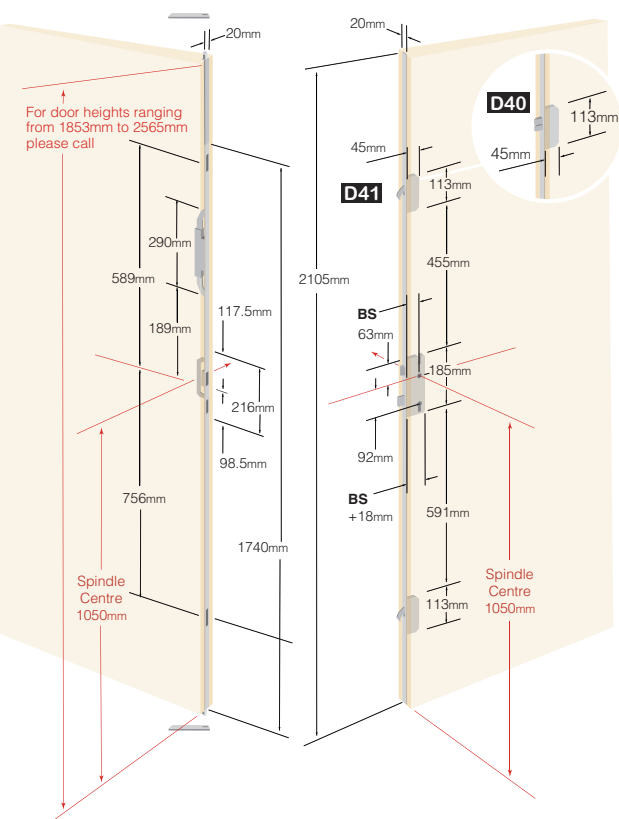 20mm
20mm
For door heights ranging
from 1853mm to 2565mm
please call
D40
113mm
45mm
45mm
D41
113mm
290mm
589mm
2105mm
455mm
117.5mm
BS
63mm
189mm
185mm
216mm
98.5mm
92mm
756mm
BS
+18mm
591mm
1740mm
Spindle
Centre
1050mm
Spindle
Centre
1050mm
113mm